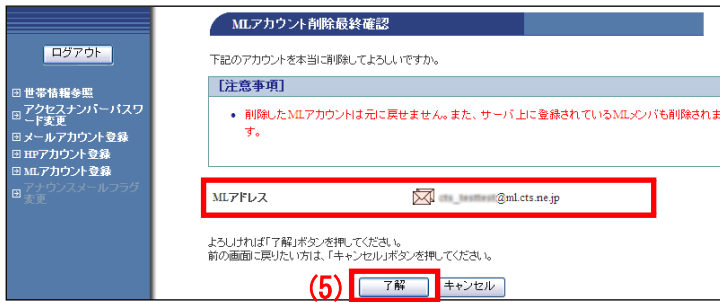 MLアカウント削除最終確認
ログアウト
下記のアカウントを本当に削除してよろしいですか。
世帯情報参照
アクセスナンバーパスワード変更
メールアカウント登録
HPアカウント登録
MLアカウント登録
アナウンスメールフラグ変更
[注意事項]
削除したMLアカウントは元に戻せません。また、サーバ上に登録されているMLメンバも削除されま
す。
MLアドレス @ml.cts.ne.jp
よろしければ「了解」ボタンを押してください。
前の画面に戻りたい方は、「キャンセル」ボタンを押してください。
(5) 了解 キャンセル